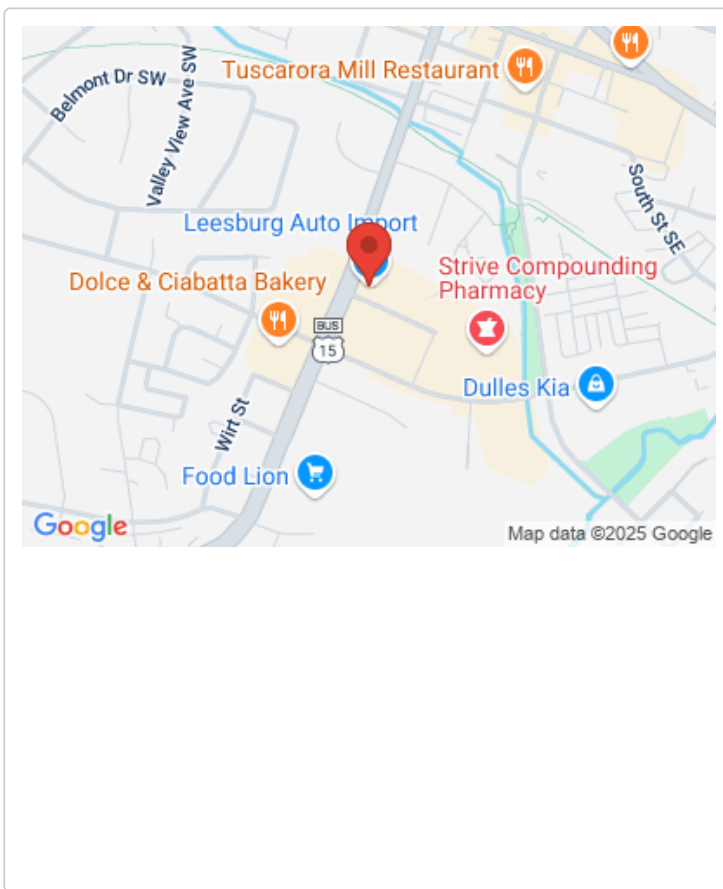 Belmont Dr SW
Valley View Ave SW
Tuscarora Mill Restaurant
South St SE
Leesburg Auto Import
Dolce & Ciabatta Bakery
Strive Compounding
Pharmacy
BUS
15
Dulles Kia
Wirt St
Food Lion
Google
Map data ©2025 Google